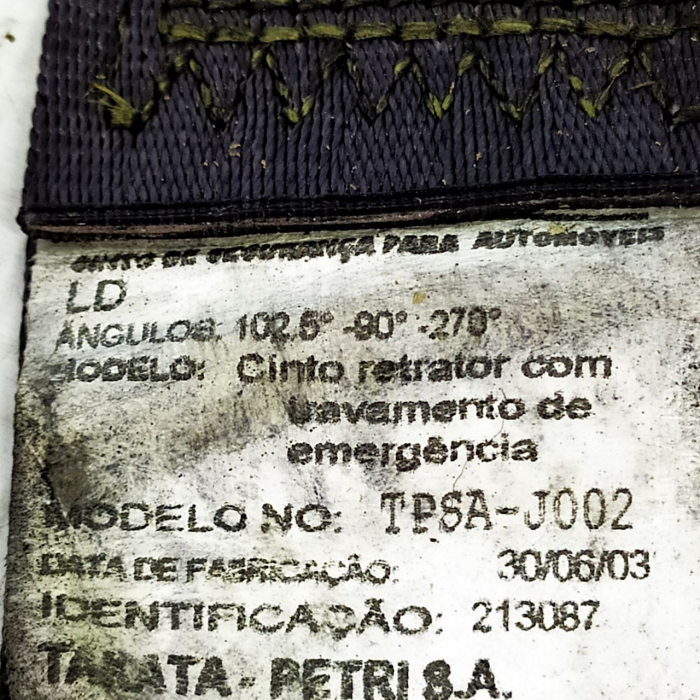 CINTO DE SEGURANÇA PARA AUTOMÓVEIS
LD
ÂNGULOS: 102.5° -90° -270°
MODELO: Cinto retrator com
travamento de
emergência
MODELO NO: TPSA-J002
DATA DE FABRICAÇÃO: 30/06/03
IDENTIFICAÇÃO: 213087
TAKATA - PETRI S.A.